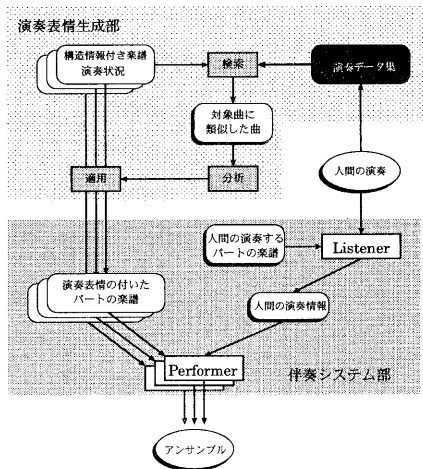 演奏表情生成部
構造情報付き楽譜
演奏状況
検索
演奏データ集
対象曲に
類似した曲
適用
分析
人間の演奏
人間の演奏する
パートの楽譜
Listener
演奏表情の付いた
パートの楽譜
人間の演奏情報
Performer
伴奏システム部
アンサンブル